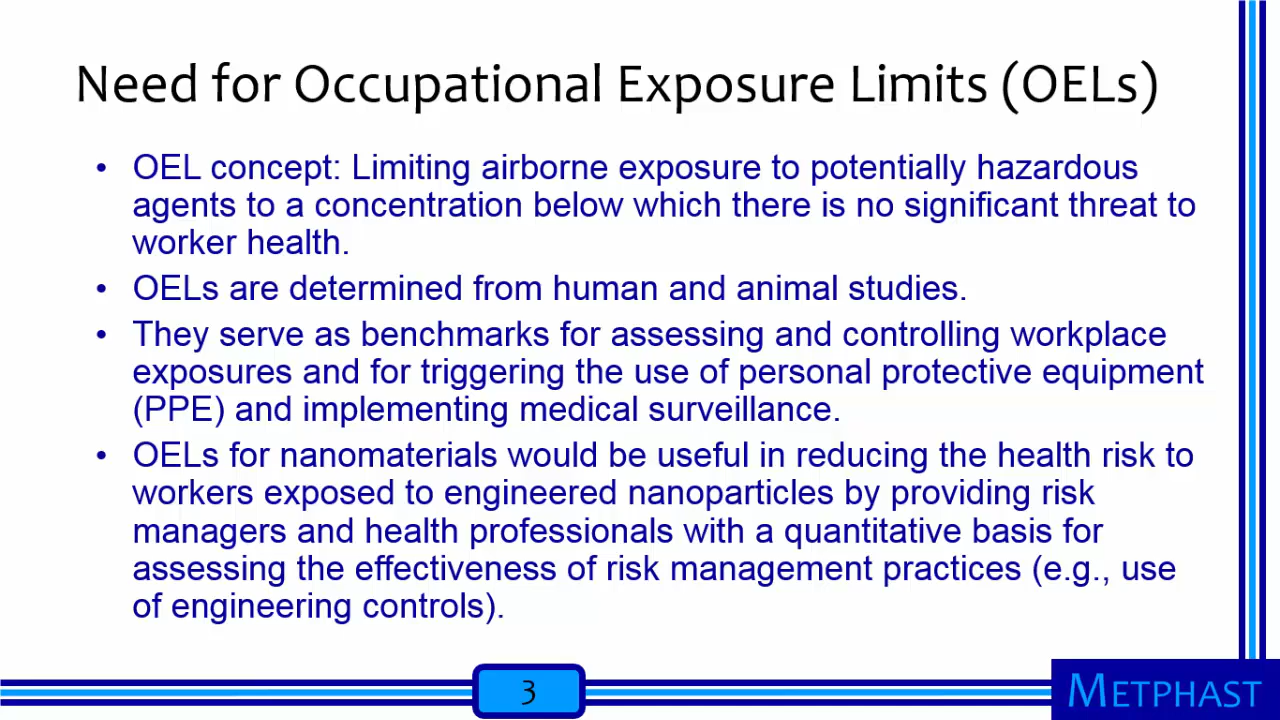 Need for Occupational Exposure Limits (OELs)
• OEL concept: Limiting airborne exposure to potentially hazardous
agents to a concentration below which there is no significant threat to
worker health.
• OELs are determined from human and animal studies.
• They serve as benchmarks for assessing and controlling workplace
exposures and for triggering the use of personal protective equipment
(PPE) and implementing medical surveillance.
• OELs for nanomaterials would be useful in reducing the health risk to
workers exposed to engineered nanoparticles by providing risk
managers and health professionals with a quantitative basis for
assessing the effectiveness of risk management practices (e.g., use
of engineering controls).
3
METPHAST